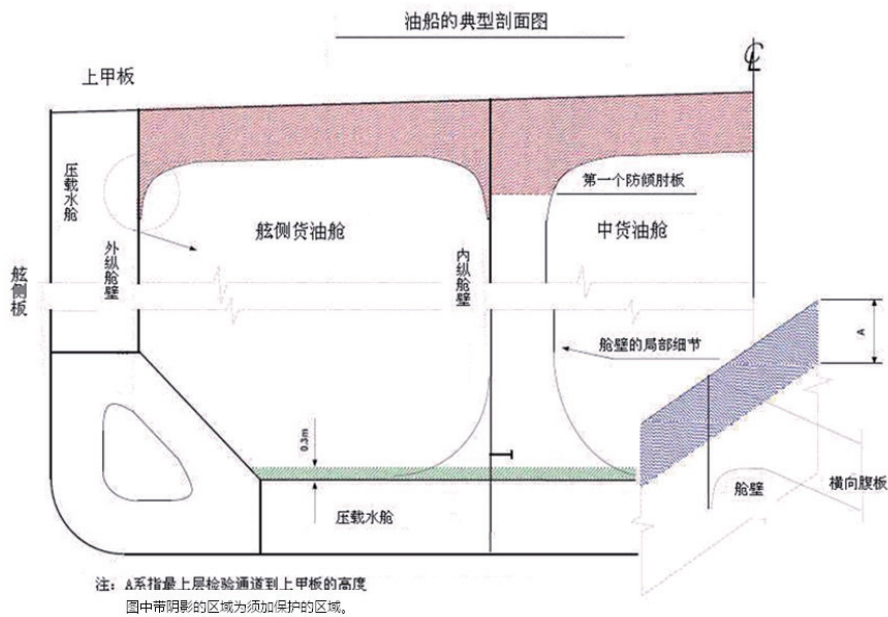 油船的典型剖面图
℄
上甲板
压载水舱
第一个防倾肘板
舷侧货油舱
中货油舱
外纵舱壁
内纵舱壁
舷侧板
A
舱壁的局部细节
0.3m
舱壁
横向腹板
压载水舱
注：A系指最上层检验通道到上甲板的高度
图中带阴影的区域为须加保护的区域。